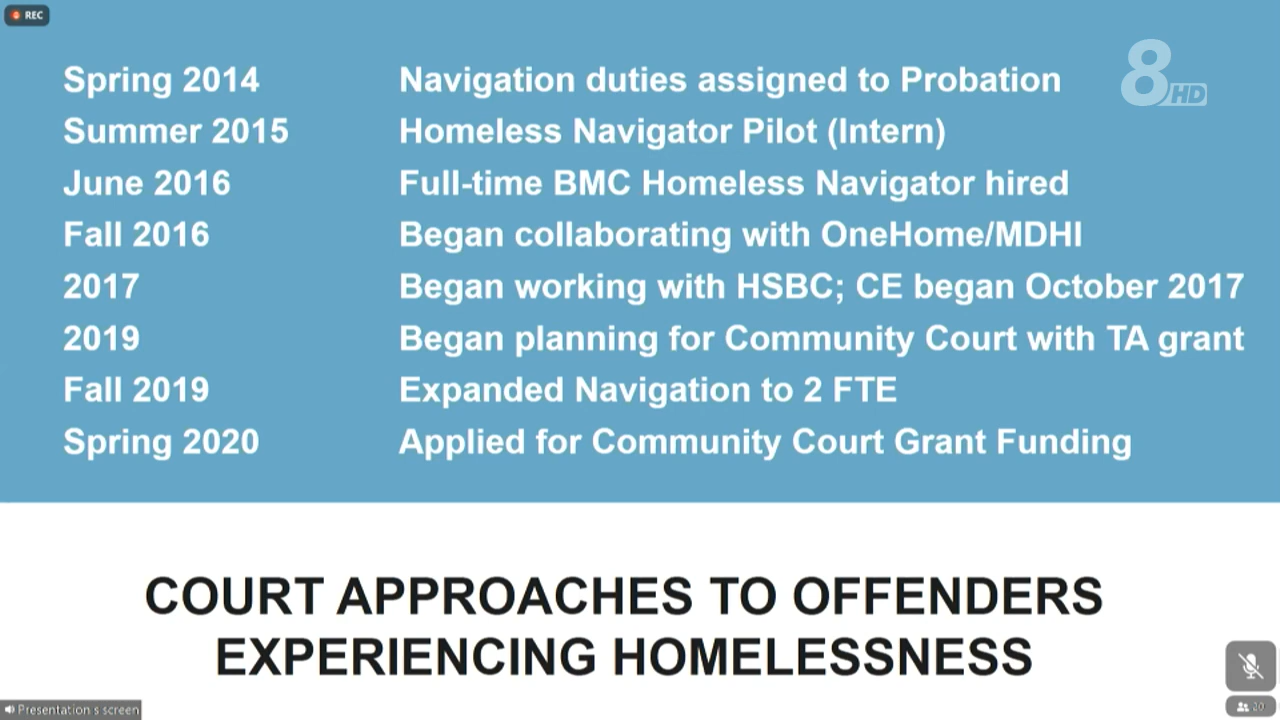 REC
8
HD
Spring 2014 Navigation duties assigned to Probation
Summer 2015 Homeless Navigator Pilot (Intern)
June 2016 Full-time BMC Homeless Navigator hired
Fall 2016 Began collaborating with OneHome/MDHI
2017 Began working with HSBC; CE began October 2017
2019 Began planning for Community Court with TA grant
Fall 2019 Expanded Navigation to 2 FTE
Spring 2020 Applied for Community Court Grant Funding
COURT APPROACHES TO OFFENDERS
EXPERIENCING HOMELESSNESS
Presentation s screen
20